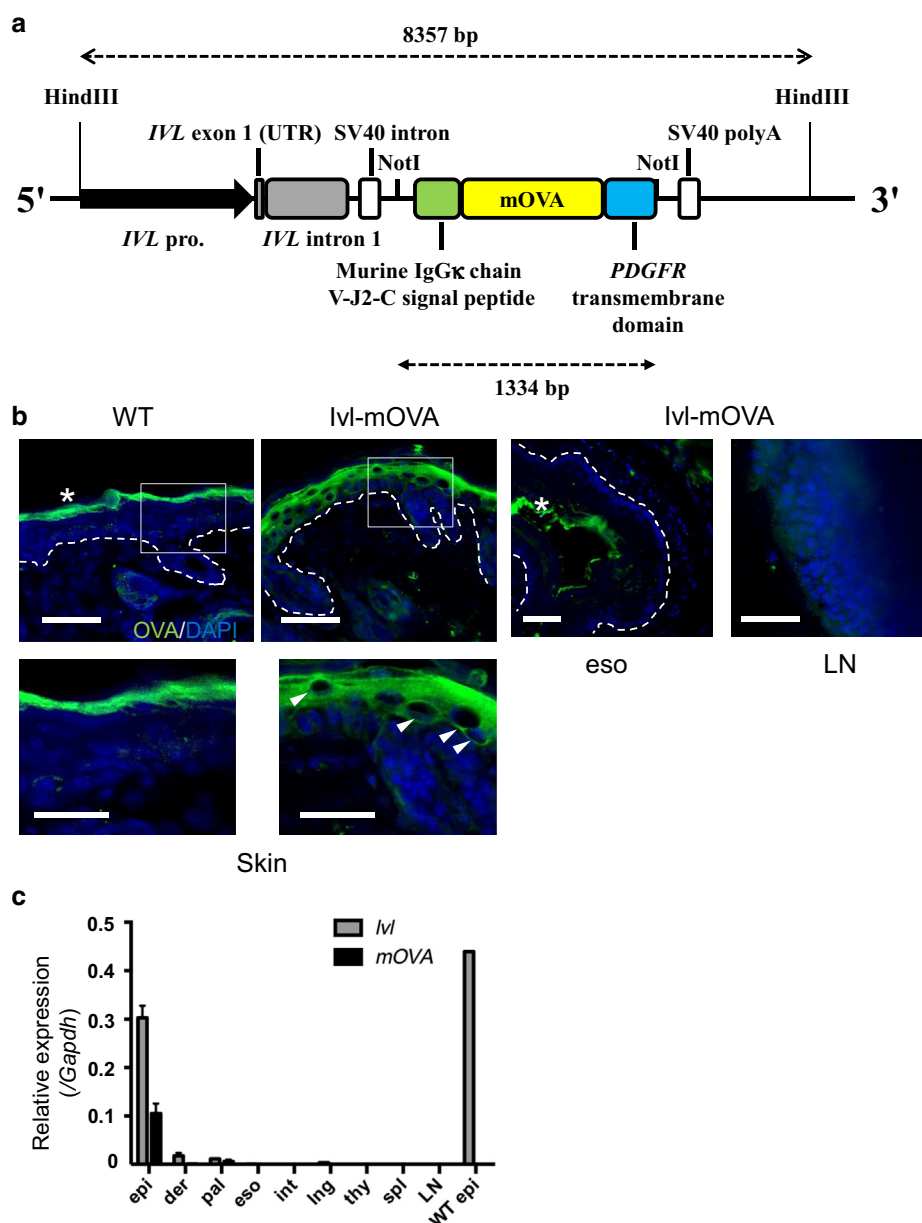 a
8357 bp
HindIII
HindIII
IVL exon 1 (UTR)
SV40 intron
SV40 polyA
NotI
NotI
5'
mOVA
3'
IVL pro.
IVL intron 1
Murine IgGκ chain
V-J2-C signal peptide
PDGFR
transmembrane
domain
1334 bp
b
WT
Ivl-mOVA
Ivl-mOVA
*
*
OVA/DAPI
eso
LN
Skin
c
Relative expression
(/Gapdh)
0.5
0.4
0.3
0.2
0.1
0
Ivl
mOVA
epi
der
pal
eso
int
lng
thy
spl
LN
WT epi